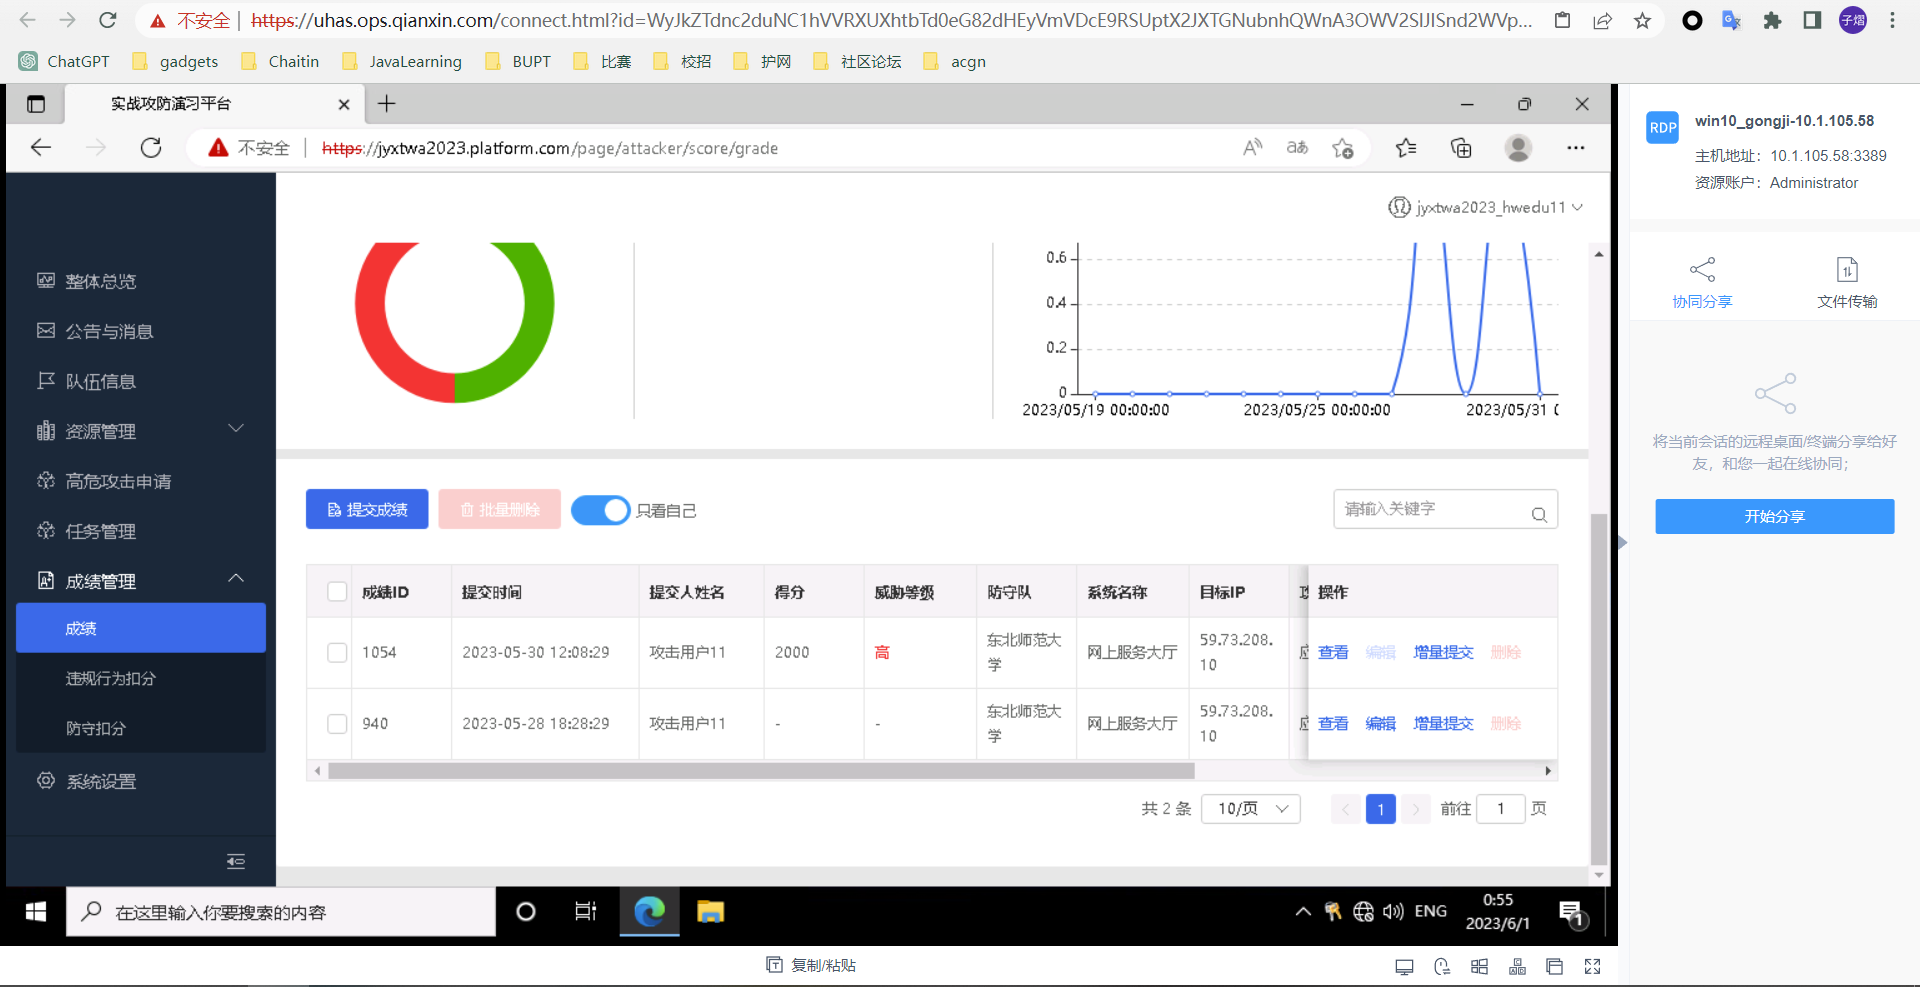 不安全 | https://uhas.ops.qianxin.com/connect.html?id=WyJkZTdnc2duNC1hVVRXUXhtbTd0eG82dHEyVmVDcE9RSUptX2JXTGNubnhQWnA3OWV2SIJISnd2WVp...
子熠
ChatGPT gadgets Chaitin JavaLearning BUPT 比赛 校招 护网 社区论坛 acgn
实战攻防演习平台
不安全 | https://jyxtwa2023.platform.com/page/attacker/score/grade
jyxtwa2023_hwedu11
整体总览
公告与消息
队伍信息
资源管理
高危攻击申请
任务管理
成绩管理
成绩
违规行为扣分
防守扣分
系统设置
0.6
0.4
0.2
0
2023/05/19 00:00:00 2023/05/25 00:00:00 2023/05/31
提交成绩 批量删除 只看自己 请输入关键字
成绩ID 提交时间 提交人姓名 得分 威胁等级 防守队 系统名称 目标IP 操作
1054 2023-05-30 12:08:29 攻击用户11 2000 高 东北师范大学 网上服务大厅 59.73.208.10 应 查看 编辑 增量提交 删除
940 2023-05-28 18:28:29 攻击用户11 - - 东北师范大学 网上服务大厅 59.73.208.10 应 查看 编辑 增量提交 删除
共 2 条 10/页 1 前往 1 页
在这里输入你要搜索的内容
ENG
0:55
2023/6/1
1
复制/粘贴
RDP
win10_gongji-10.1.105.58
主机地址：10.1.105.58:3389
资源账户：Administrator
协同分享 文件传输
将当前会话的远程桌面/终端分享给好
友，和您一起在线协同；
开始分享